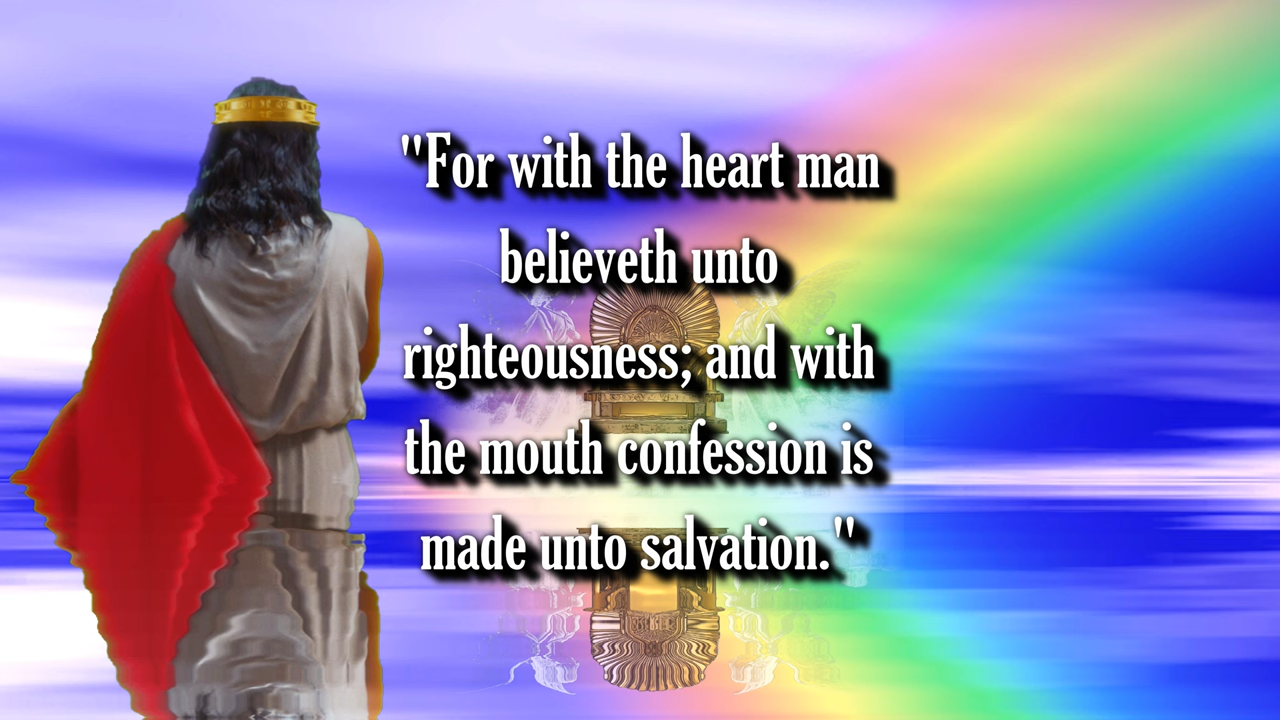 "For with the heart man
believeth unto
righteousness; and with
the mouth confession is
made unto salvation."